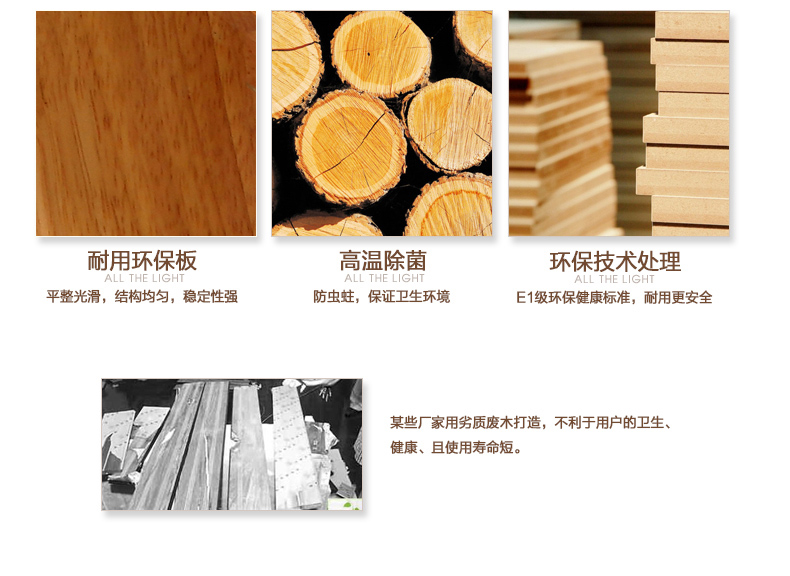 耐用环保板
ALL THE LIGHT
平整光滑，结构均匀，稳定性强
高温除菌
ALL THE LIGHT
防虫蛀，保证卫生环境
环保技术处理
ALL THE LIGHT
E1级环保健康标准，耐用更安全
某些厂家用劣质废木打造，不利于用户的卫生、
健康、且使用寿命短。